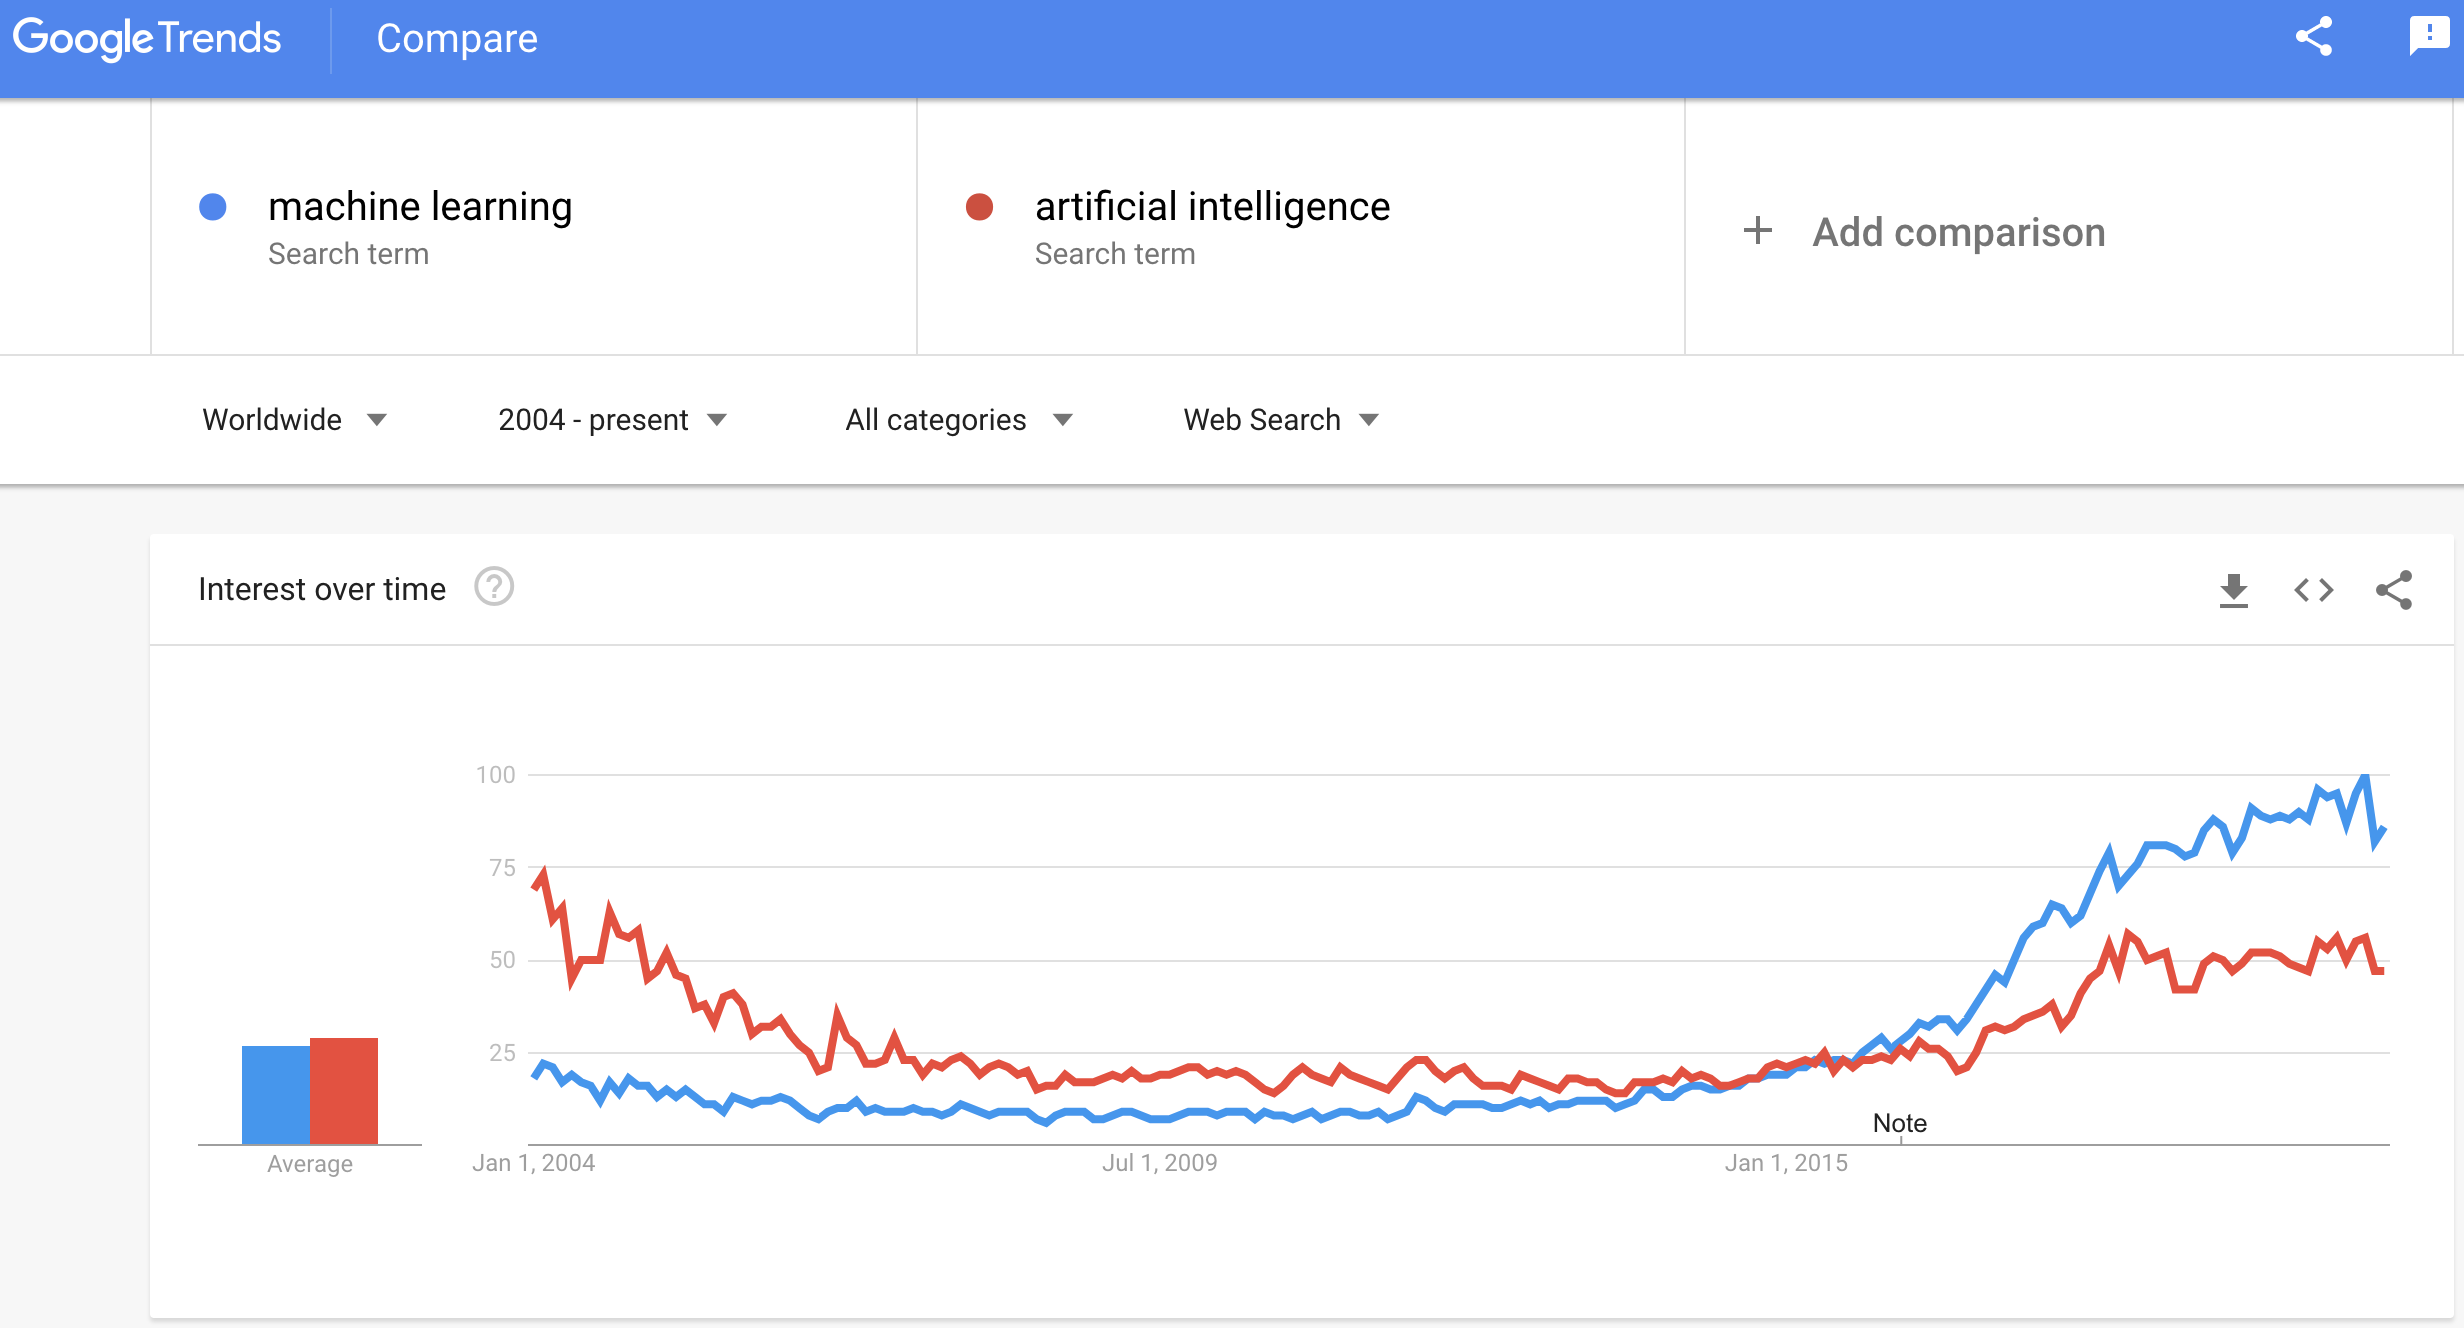 Google Trends
Compare
machine learning
Search term
artificial intelligence
Search term
+ Add comparison
Worldwide
2004 - present
All categories
Web Search
Interest over time
?
100
75
50
25
Note
Average
Jan 1, 2004
Jul 1, 2009
Jan 1, 2015